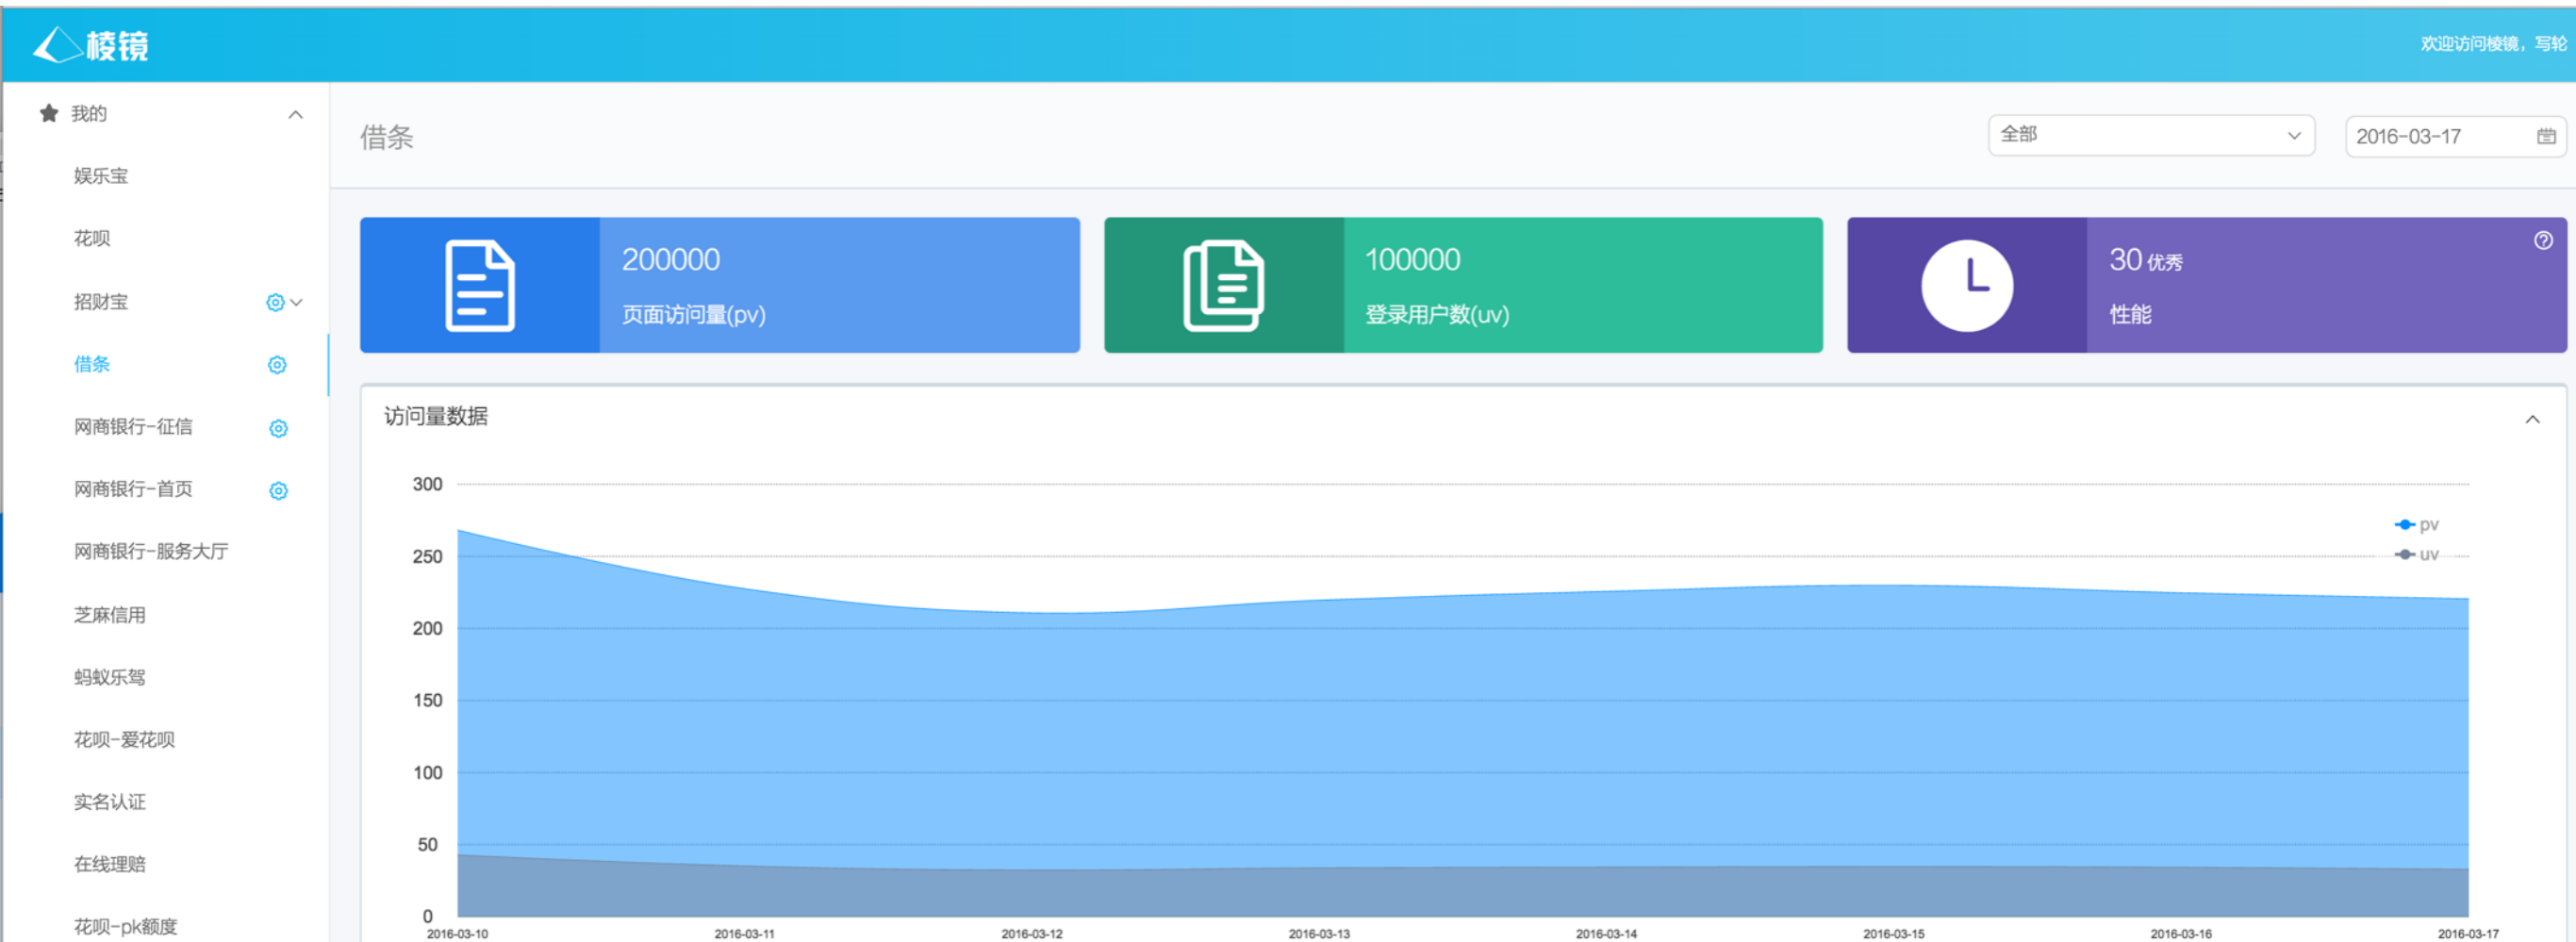 棱镜
欢迎访问棱镜，写轮
我的
娱乐宝
花呗
招财宝
借条
网商银行-征信
网商银行-首页
网商银行-服务大厅
芝麻信用
蚂蚁乐驾
花呗-爱花呗
实名认证
在线理赔
花呗-pk额度
借条
全部
2016-03-17
200000
页面访问量(pv)
100000
登录用户数(uv)
30 优秀
性能
访问量数据
300
250
200
150
100
50
0
pv
uv
2016-03-10 2016-03-11 2016-03-12 2016-03-13 2016-03-14 2016-03-15 2016-03-16 2016-03-17